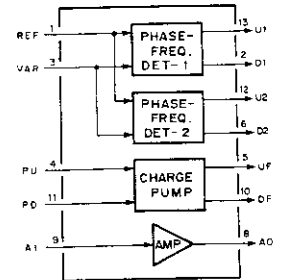 REF 1
VAR 3
PHASE-
FREQ.
DET-1
13 U1
2 D1
PHASE-
FREQ.
DET-2
12 U2
6 D2
PU 4
PD 11
CHARGE
PUMP
5 UF
10 DF
A1 9
AMP
8 AO